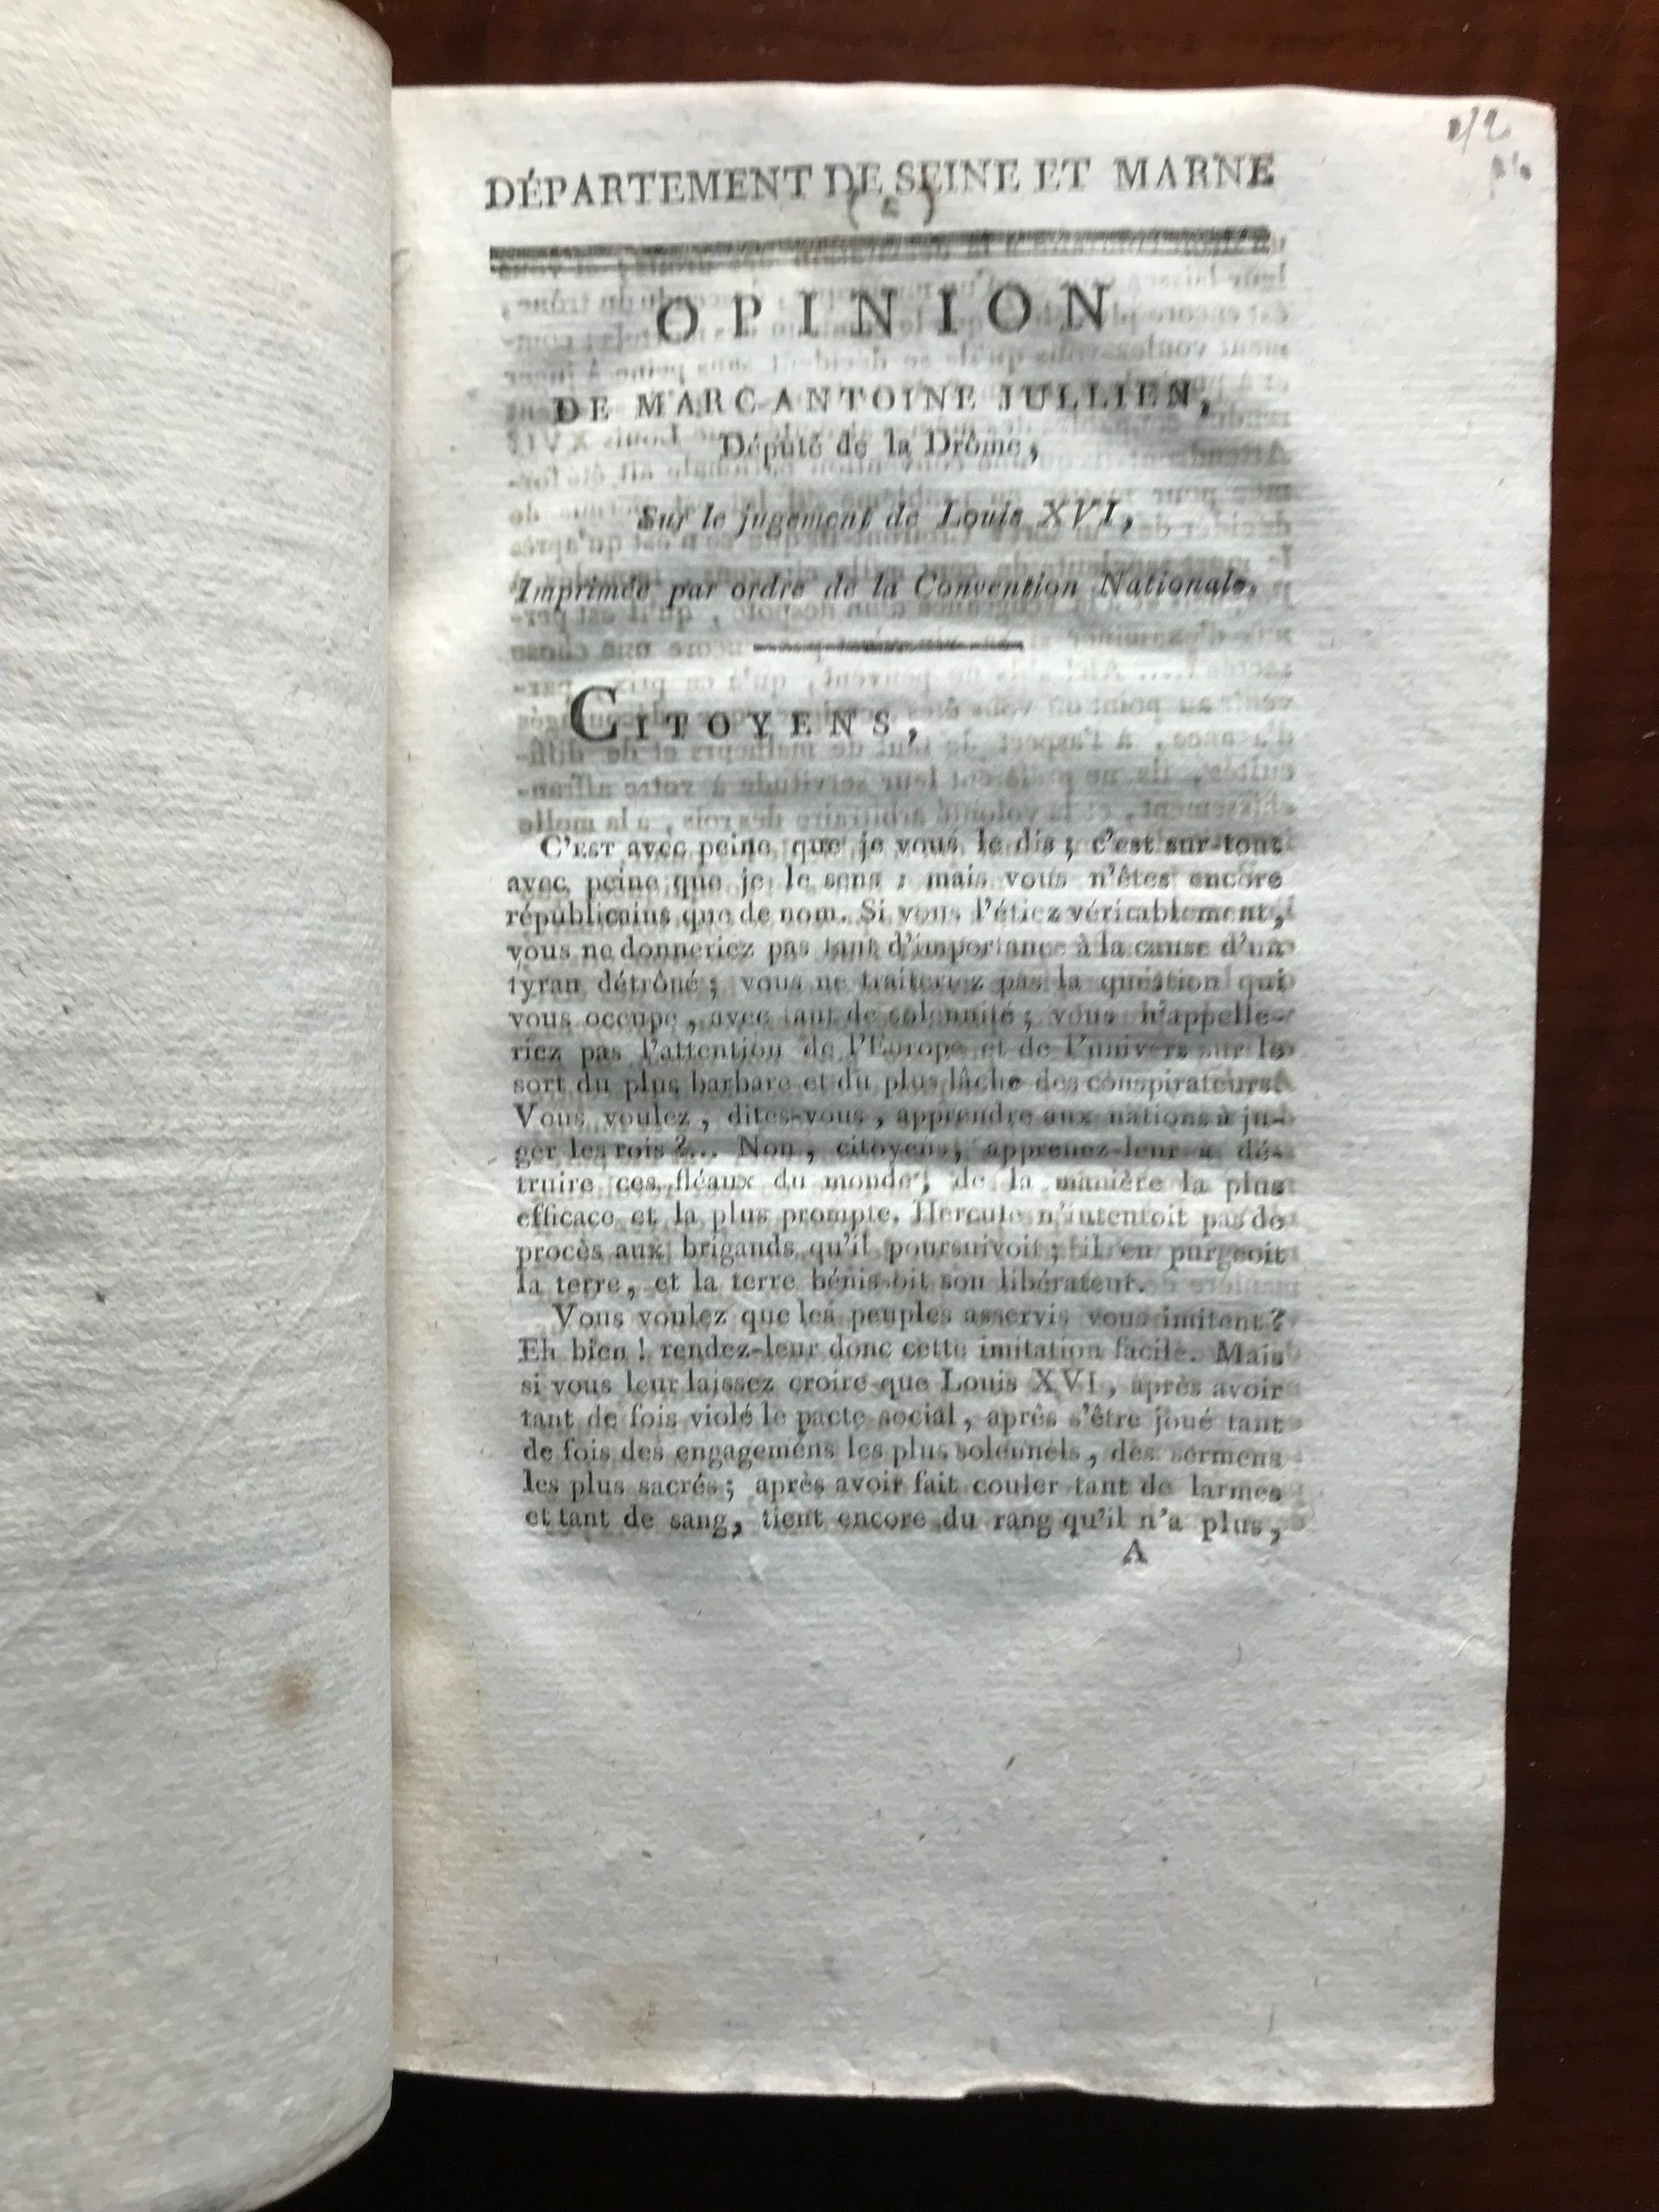 DÉPARTEMENT DE SEINE ET MARNE
OPINION
DE MARC-ANTOINE JULLIEN,
Député de la Drôme,
Sur le jugement de Louis XVI,
Imprimée par ordre de la Convention Nationale.
CITOYENS,
C'EST avec peine que je vous le dis ; c'est sur-tout
avec peine que je le sens : mais vous n'êtes encore
républicains que de nom. Si vous l'étiez véritablement,
vous ne donneriez pas tant d'importance à la cause d'un
tyran détrôné ; vous ne traiteriez pas la question qui
vous occupe, avec tant de solennité ; vous n'appelle-
riez pas l'attention de l'Europe et de l'univers sur le
sort du plus barbare et du plus lâche des conspirateurs.
Vous voulez, dites-vous, apprendre aux nations à ju-
ger les rois ?... Non, citoyens, apprenez-leur à dé-
truire ces fléaux du monde, de la manière la plus
efficace et la plus prompte. Hercule n'intentoit pas de
procès aux brigands qu'il poursuivoit ; il en purgeoit
la terre, et la terre bénissoit son libérateur.
Vous voulez que les peuples asservis vous imitent ?
Eh bien ! rendez-leur donc cette imitation facile. Mais
si vous leur laissez croire que Louis XVI, après avoir
tant de fois violé le pacte social, après s'être joué tant
de fois des engagemens les plus solennels, des sermens
les plus sacrés ; après avoir fait couler tant de larmes
et tant de sang, tient encore du rang qu'il n'a plus,
A